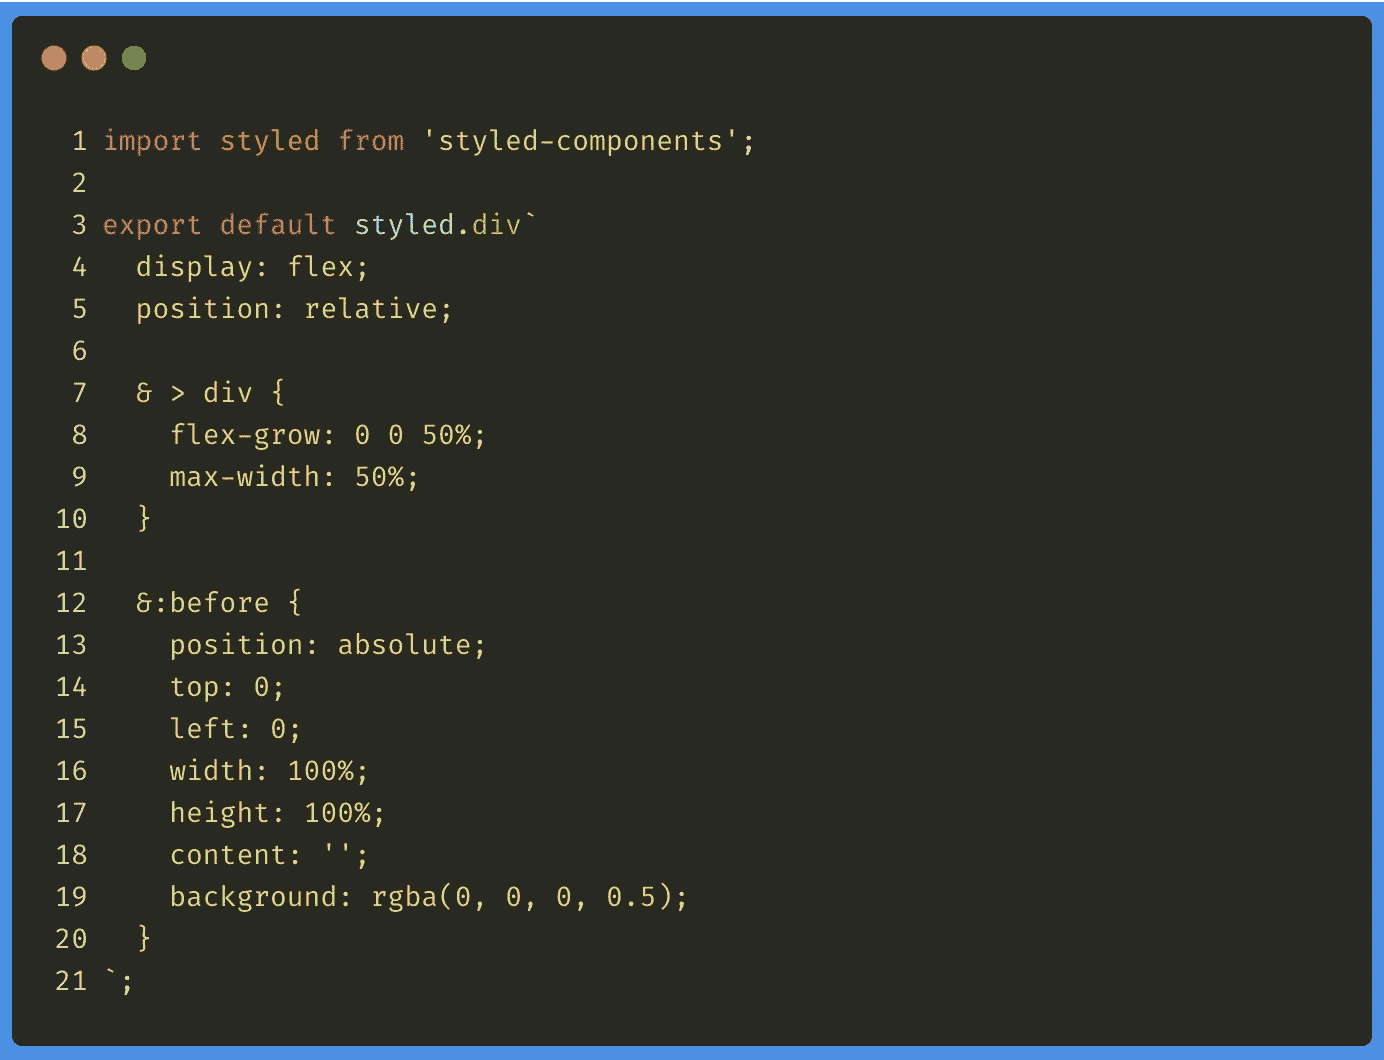 1 import styled from 'styled-components';
2
3 export default styled.div`
4   display: flex;
5   position: relative;
6
7   & > div {
8     flex-grow: 0 0 50%;
9     max-width: 50%;
10   }
11
12   &:before {
13     position: absolute;
14     top: 0;
15     left: 0;
16     width: 100%;
17     height: 100%;
18     content: '';
19     background: rgba(0, 0, 0, 0.5);
20   }
21 `;